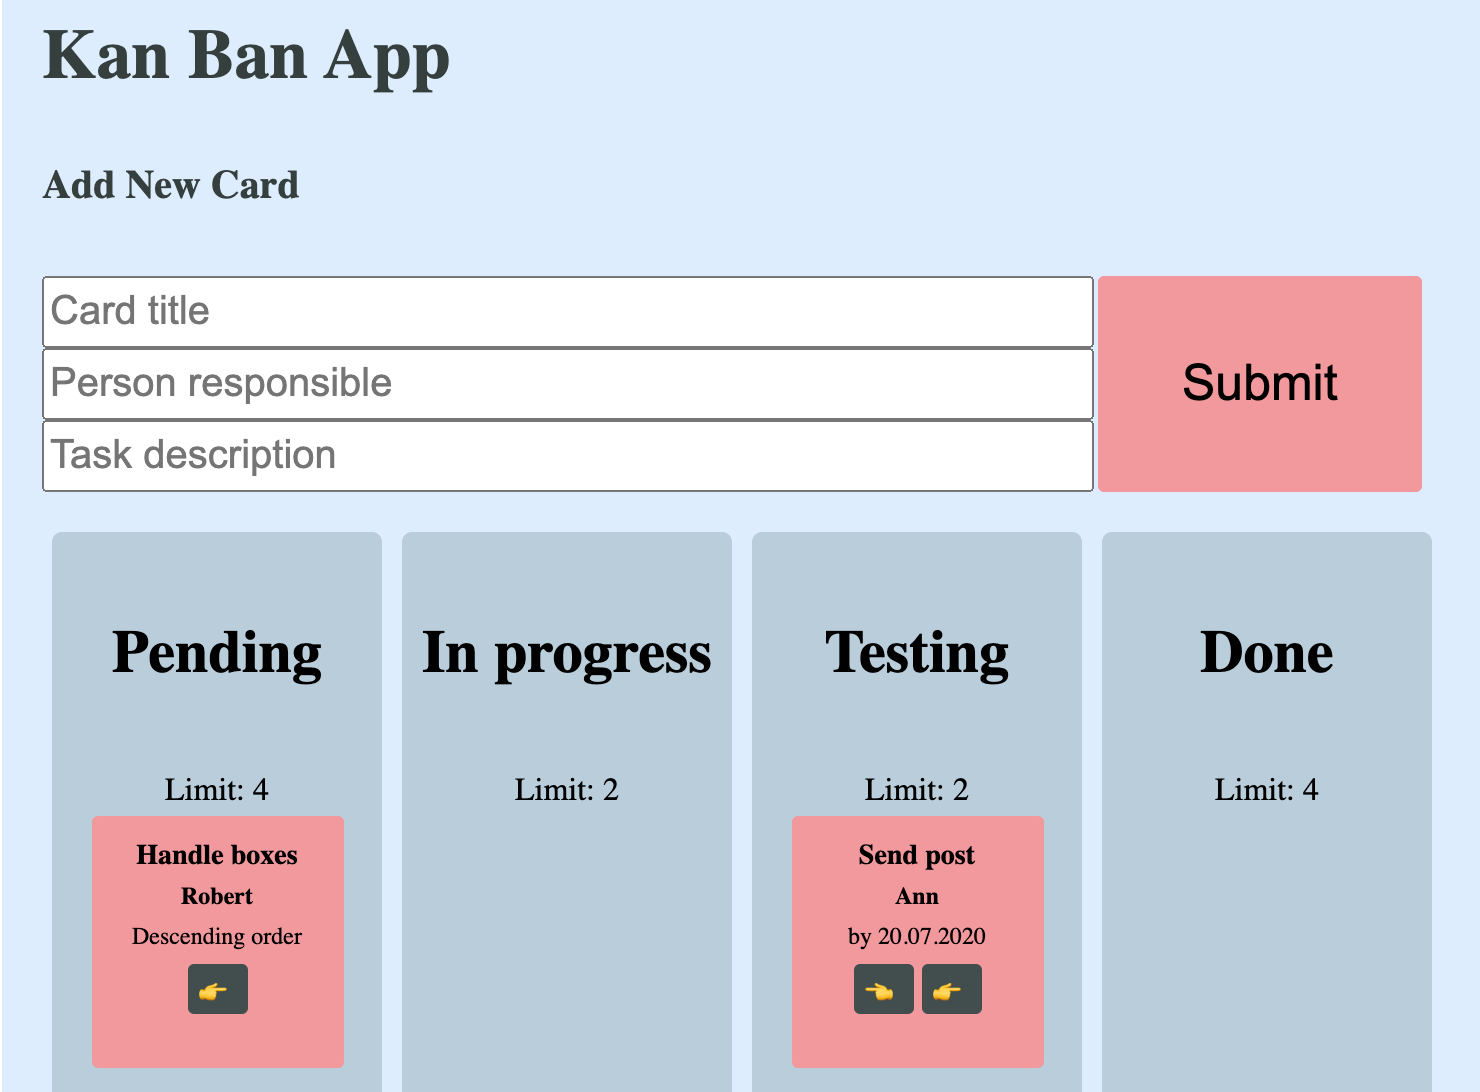 Kan Ban App
Add New Card
Card title
Person responsible
Task description
Submit
Pending
Limit: 4
Handle boxes
Robert
Descending order
In progress
Limit: 2
Testing
Limit: 2
Send post
Ann
by 20.07.2020
Done
Limit: 4